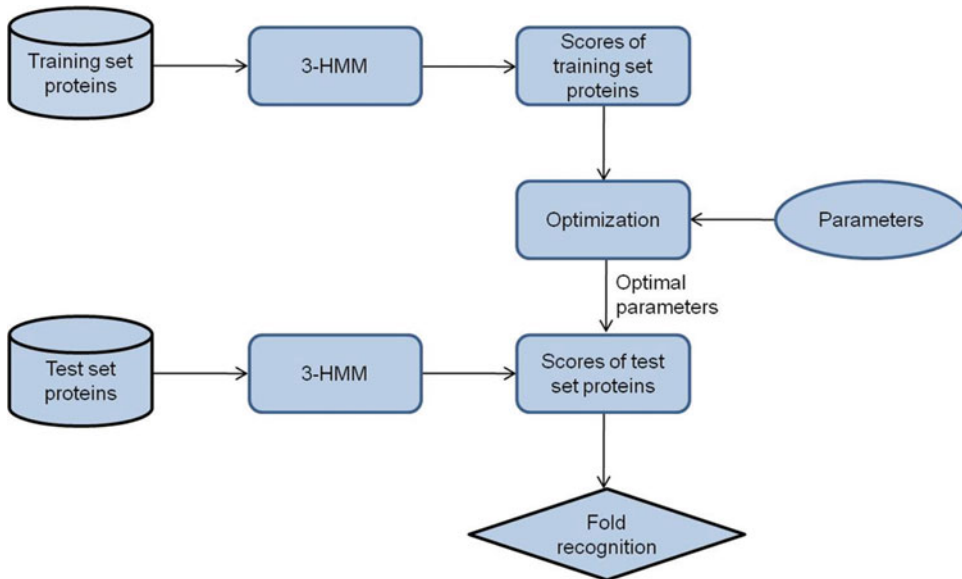 Training set
proteins
3-HMM
Scores of
training set
proteins
Optimization
Parameters
Optimal
parameters
Test set
proteins
3-HMM
Scores of test
set proteins
Fold
recognition